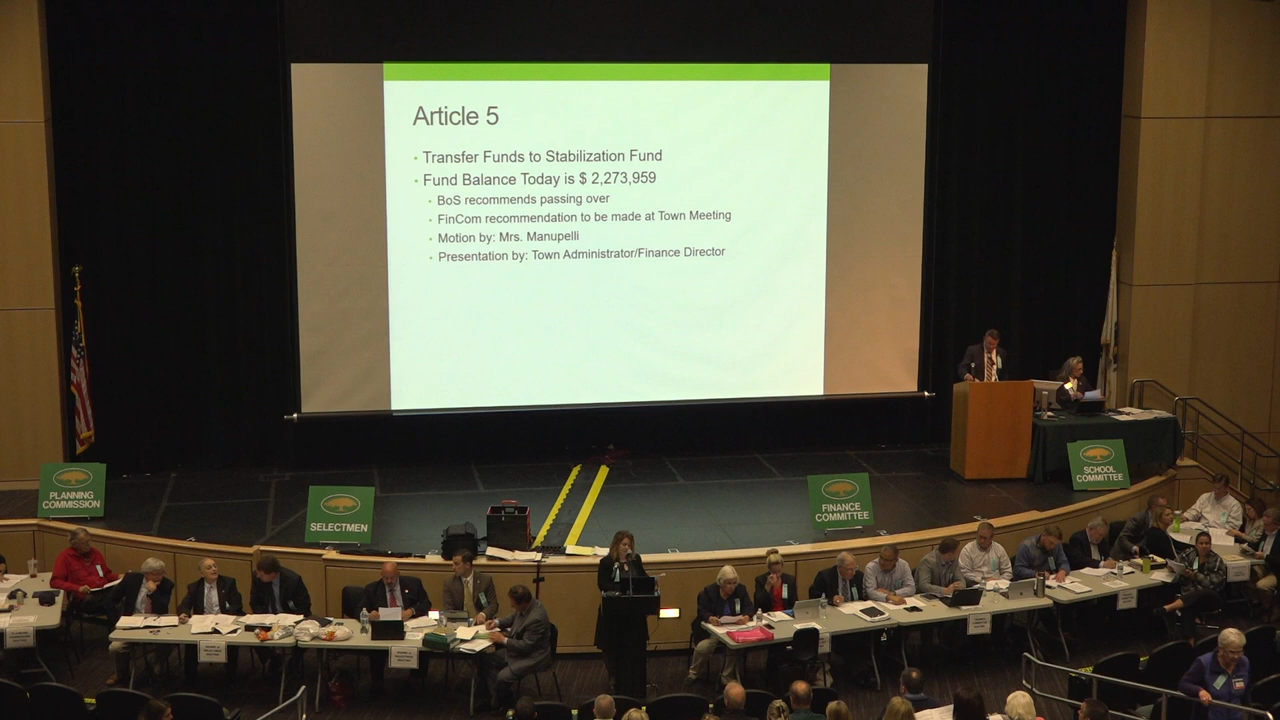 Article 5
• Transfer Funds to Stabilization Fund
• Fund Balance Today is $ 2,273,959
• BoS recommends passing over
• FinCom recommendation to be made at Town Meeting
• Motion by: Mrs. Manupelli
• Presentation by: Town Administrator/Finance Director
PLANNING
COMMISSION
SELECTMEN
FINANCE
COMMITTEE
SCHOOL
COMMITTEE